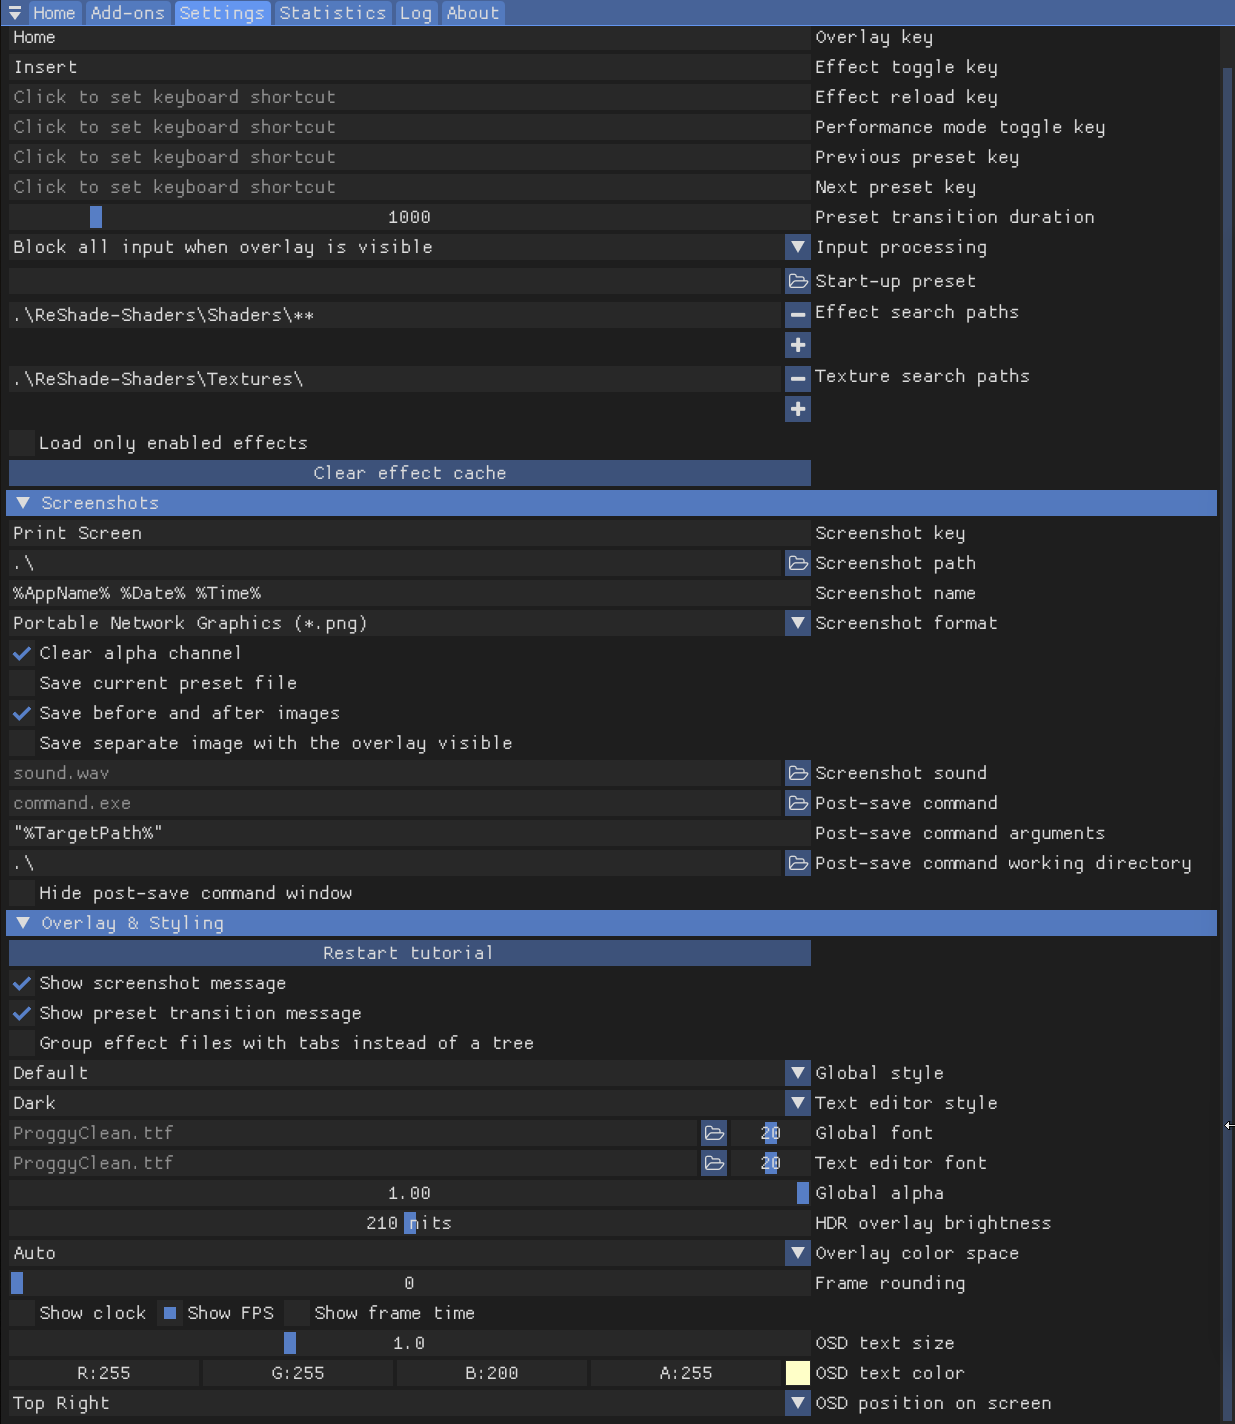 Home Add-ons Settings Statistics Log About
Home Overlay key
Insert Effect toggle key
Click to set keyboard shortcut Effect reload key
Click to set keyboard shortcut Performance mode toggle key
Click to set keyboard shortcut Previous preset key
Click to set keyboard shortcut Next preset key
1000 Preset transition duration
Block all input when overlay is visible Input processing
Start-up preset
.\ReShade-Shaders\Shaders\** Effect search paths
.\ReShade-Shaders\Textures\ Texture search paths
Load only enabled effects
Clear effect cache
Screenshots
Print Screen Screenshot key
.\ Screenshot path
%AppName% %Date% %Time% Screenshot name
Portable Network Graphics (*.png) Screenshot format
Clear alpha channel
Save current preset file
Save before and after images
Save separate image with the overlay visible
sound.wav Screenshot sound
command.exe Post-save command
"%TargetPath%" Post-save command arguments
.\ Post-save command working directory
Hide post-save command window
Overlay & Styling
Restart tutorial
Show screenshot message
Show preset transition message
Group effect files with tabs instead of a tree
Default Global style
Dark Text editor style
ProggyClean.ttf 20 Global font
ProggyClean.ttf 20 Text editor font
1.00 Global alpha
210 nits HDR overlay brightness
Auto Overlay color space
0 Frame rounding
Show clock Show FPS Show frame time
1.0 OSD text size
R:255 G:255 B:200 A:255 OSD text color
Top Right OSD position on screen